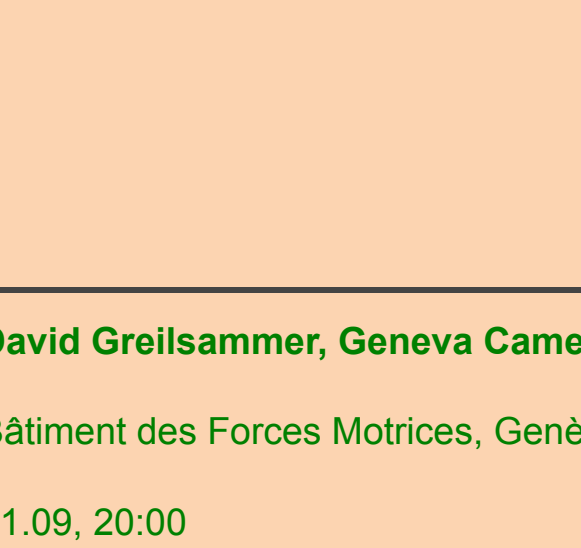 David Greilsammer, Geneva Came
Bâtiment des Forces Motrices, Genè
1.09, 20:00